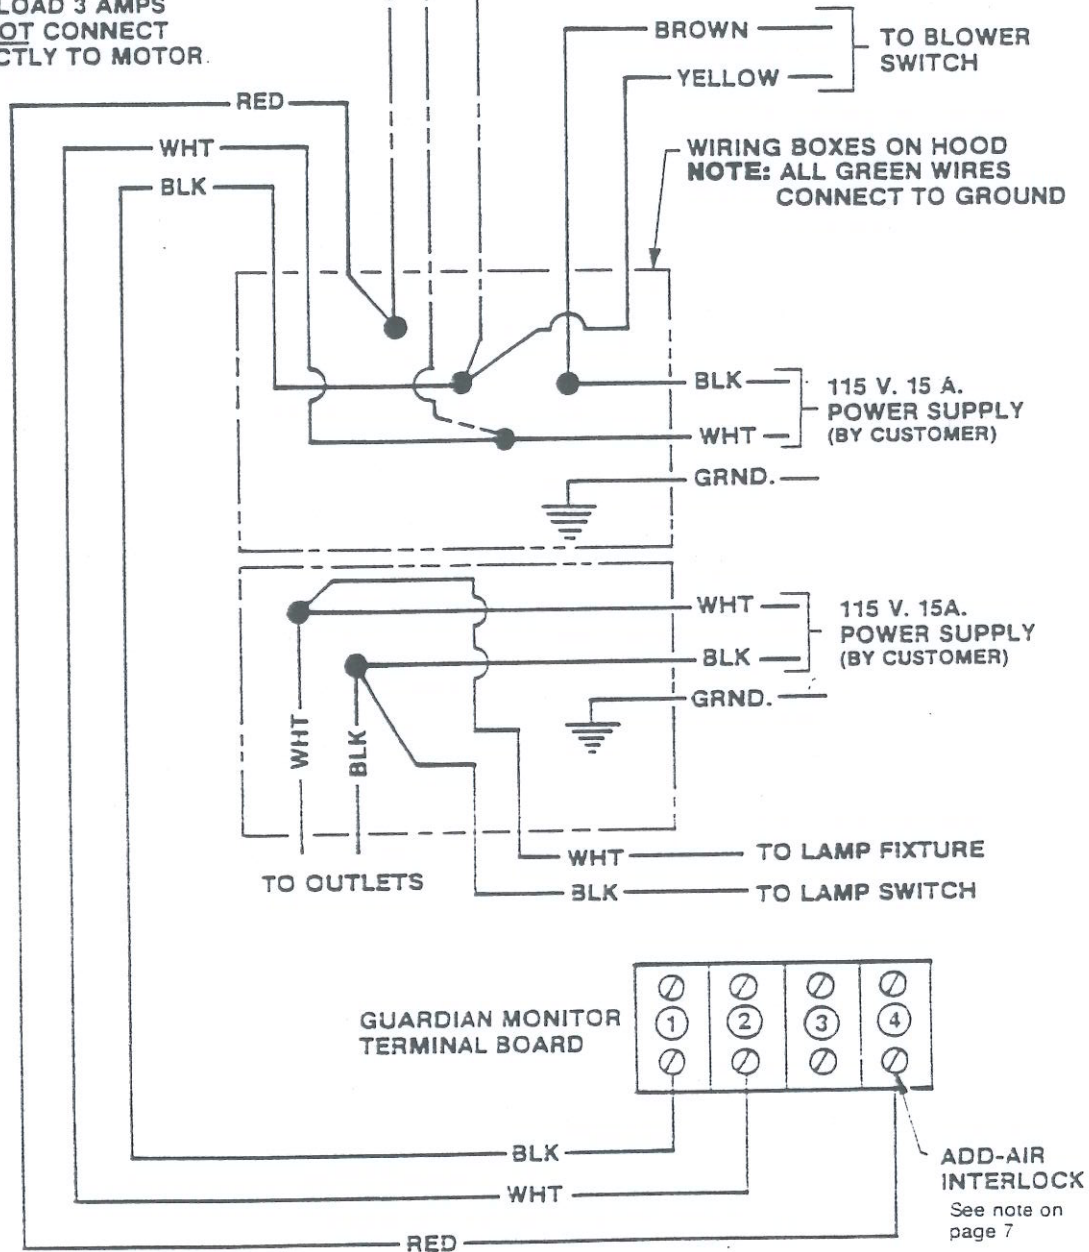 LOAD 3 AMPS
OT CONNECT
CTLY TO MOTOR.
BROWN
YELLOW
TO BLOWER
SWITCH
RED
WHT
BLK
WIRING BOXES ON HOOD
NOTE: ALL GREEN WIRES
CONNECT TO GROUND
BLK
WHT
GRND.
115 V. 15 A.
POWER SUPPLY
(BY CUSTOMER)
WHT
BLK
GRND.
115 V. 15A.
POWER SUPPLY
(BY CUSTOMER)
WHT
BLK
TO OUTLETS
WHT
TO LAMP FIXTURE
BLK
TO LAMP SWITCH
GUARDIAN MONITOR
TERMINAL BOARD
1
2
3
4
BLK
WHT
RED
ADD-AIR
INTERLOCK
See note on
page 7